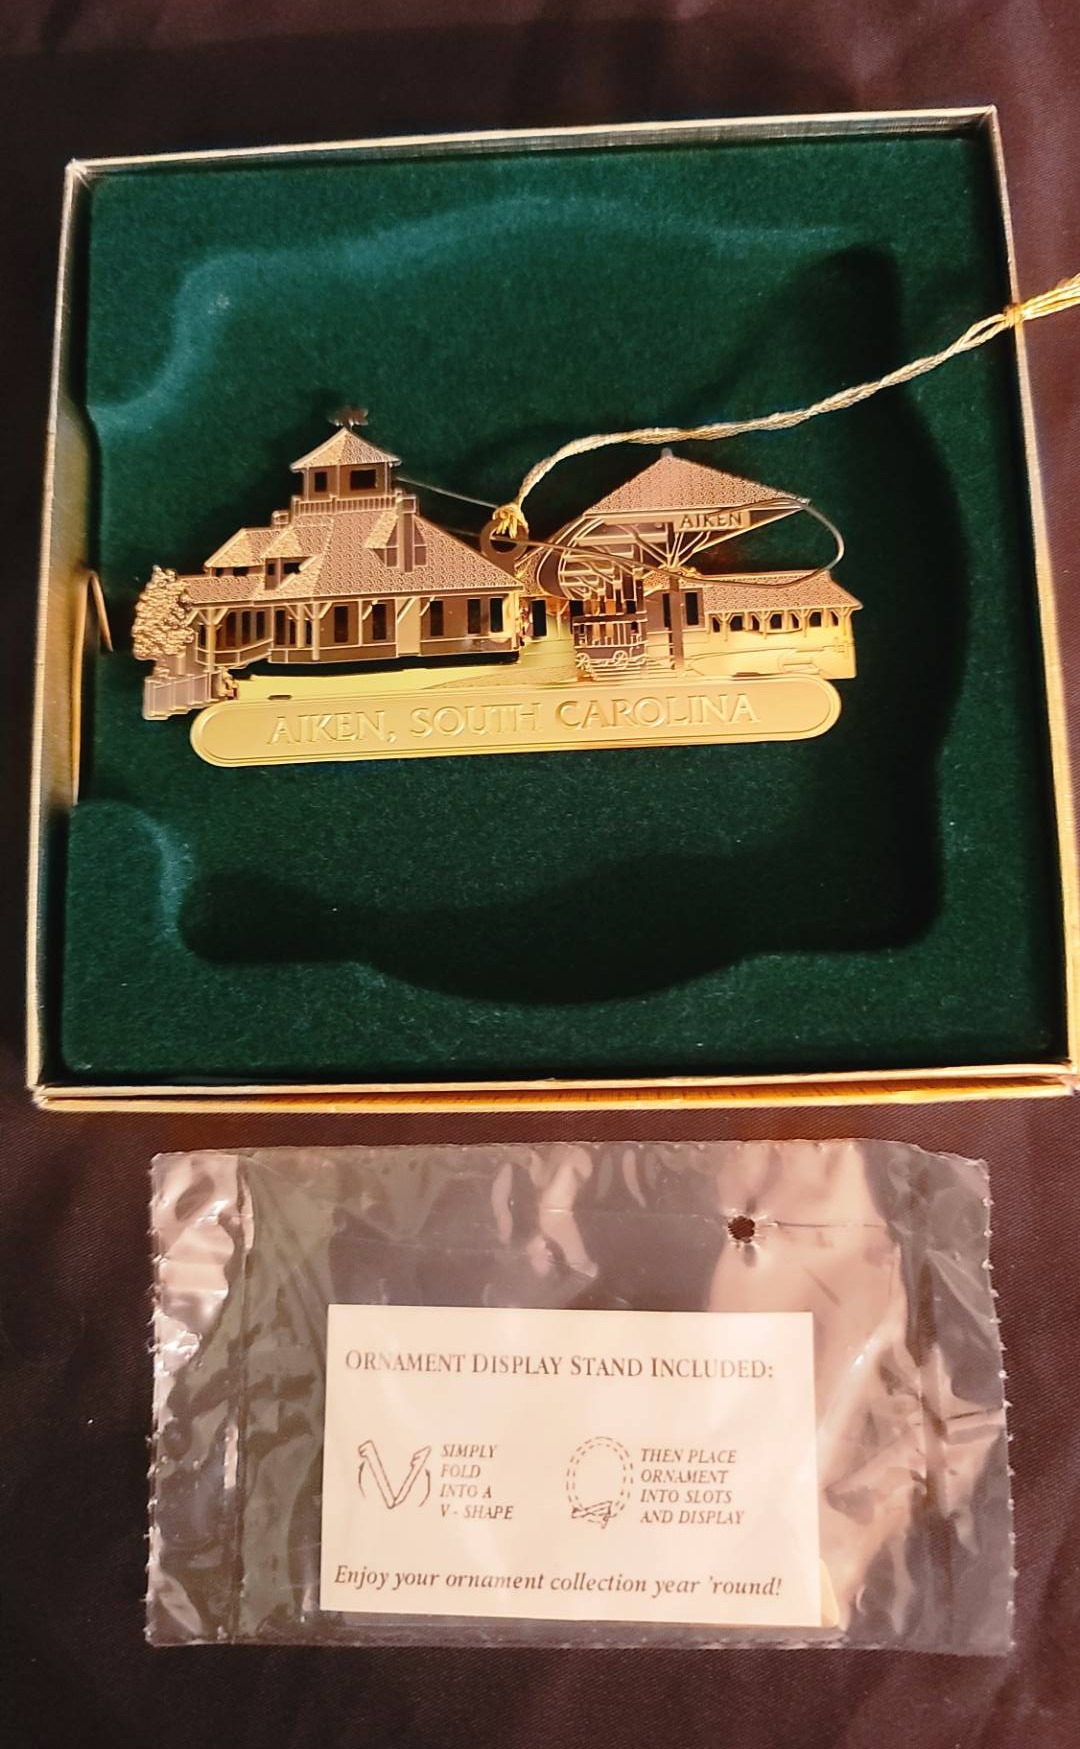 AIKEN
AIKEN, SOUTH CAROLINA
ORNAMENT DISPLAY STAND INCLUDED:
SIMPLY
FOLD
INTO A
V - SHAPE
THEN PLACE
ORNAMENT
INTO SLOTS
AND DISPLAY
Enjoy your ornament collection year 'round!